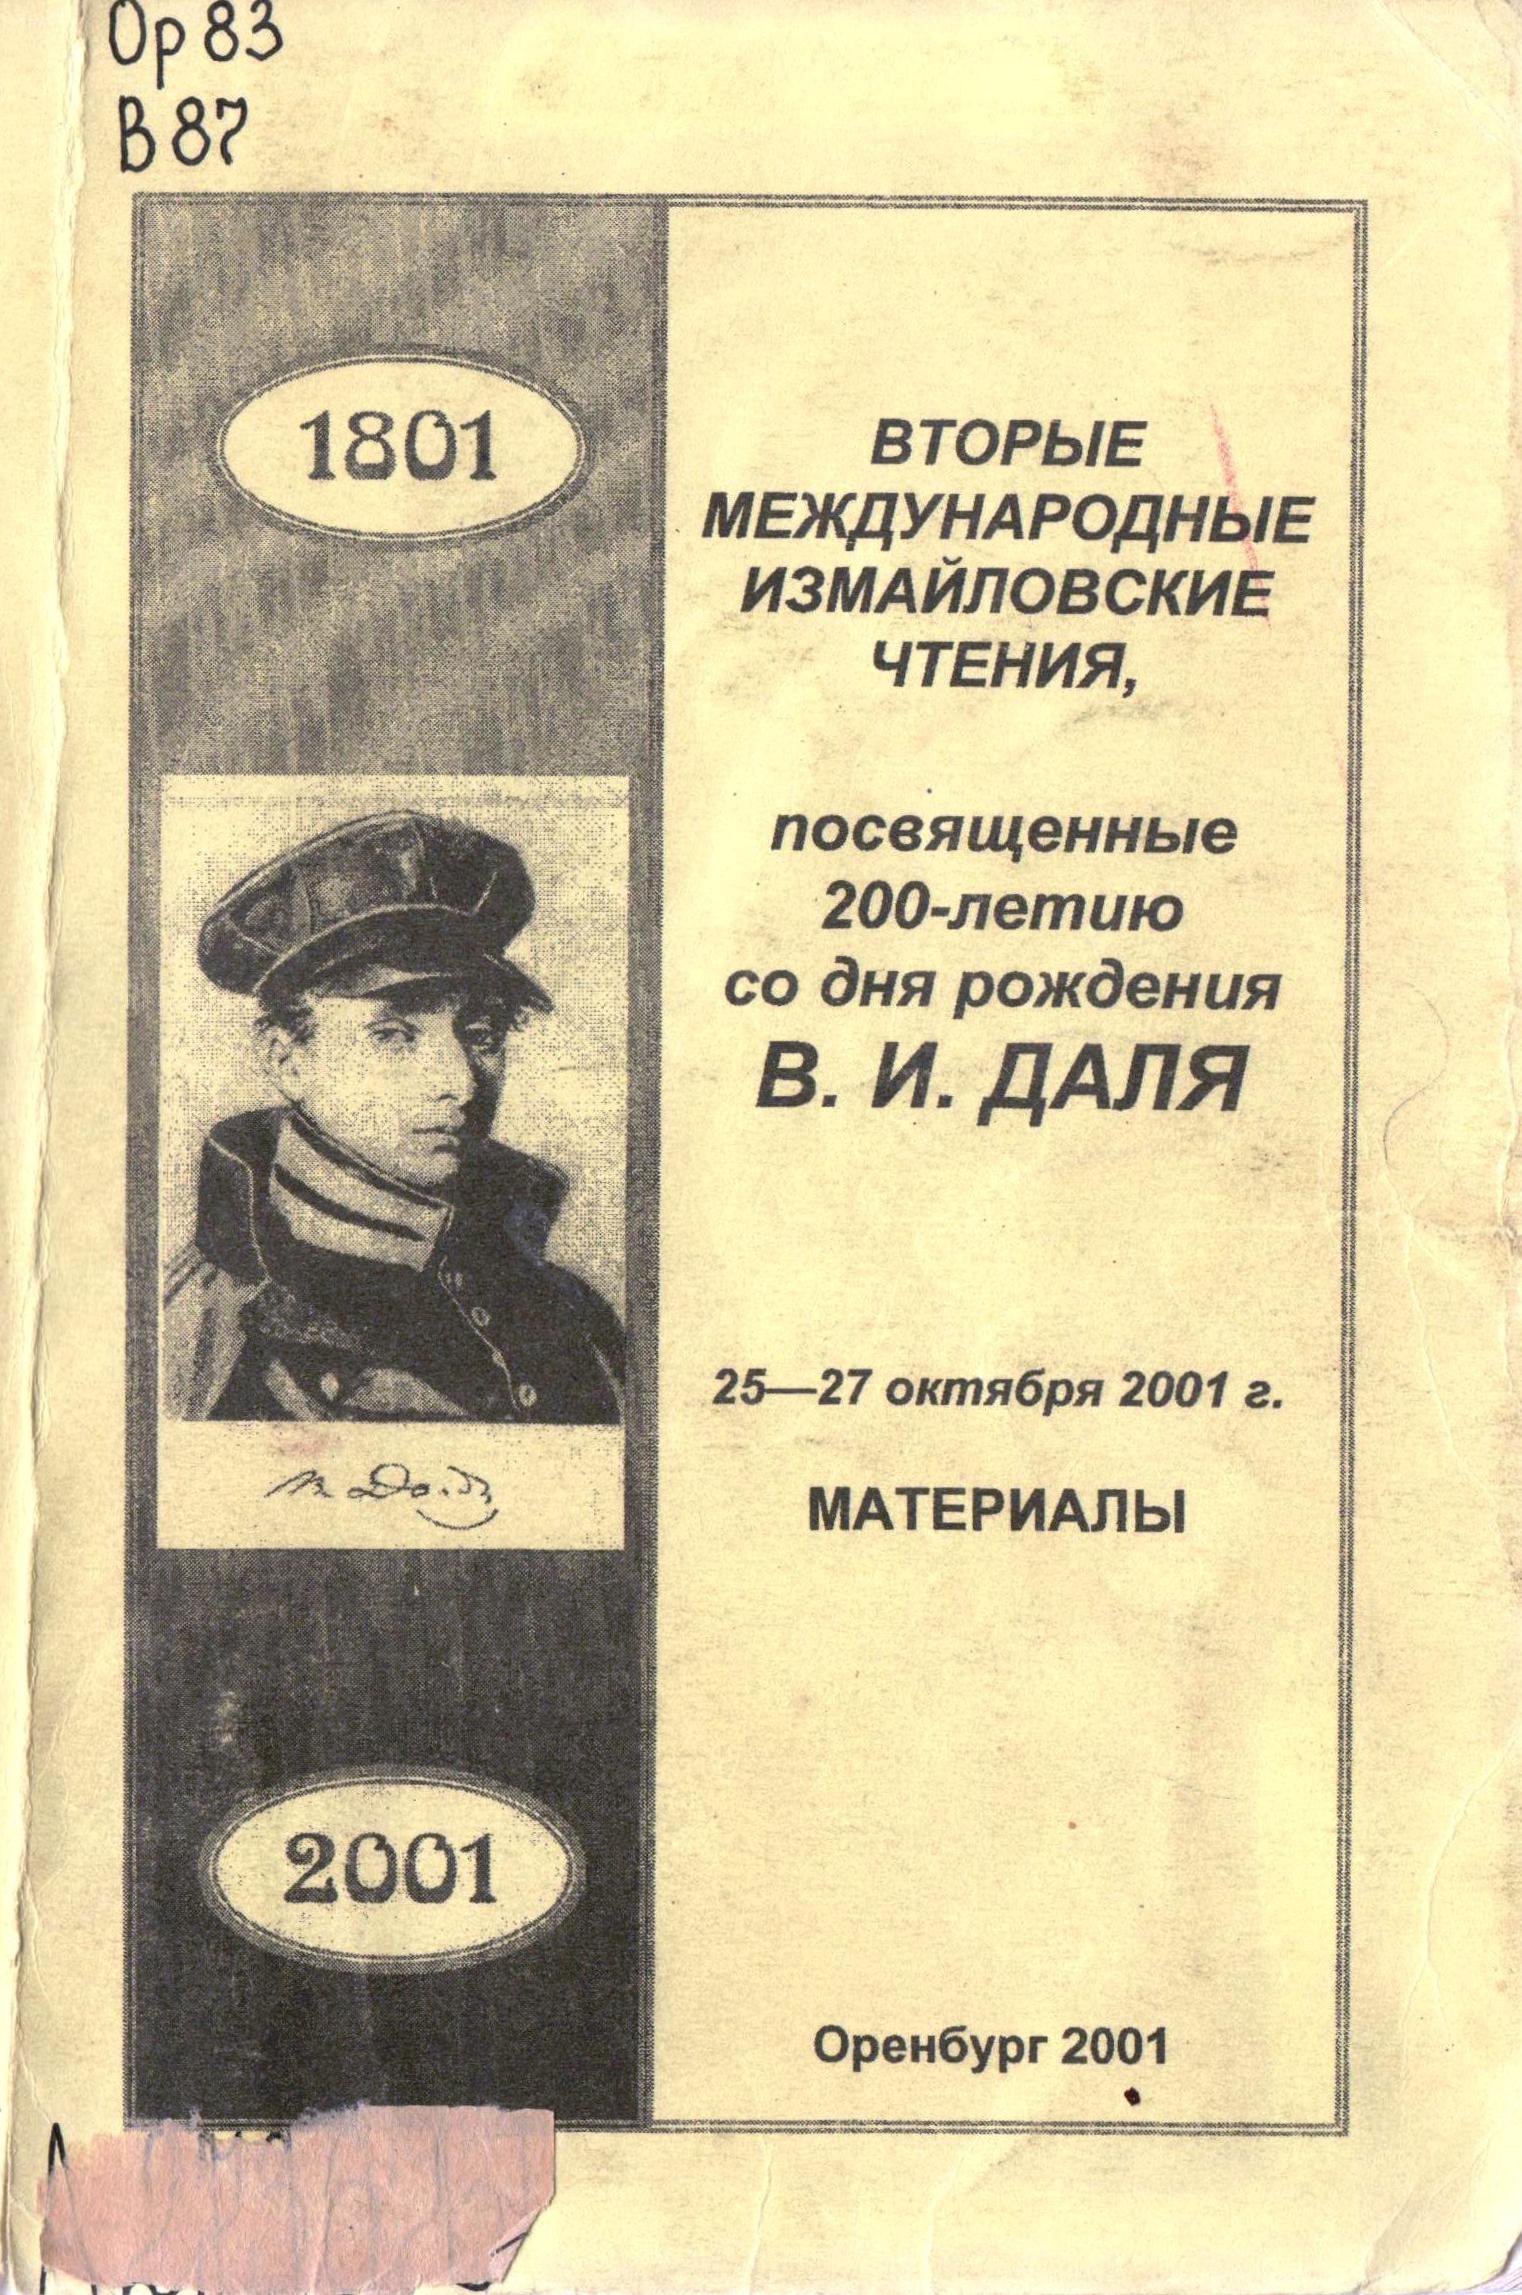 Ор 83
В 87
1801
ВТОРЫЕ
МЕЖДУНАРОДНЫЕ
ИЗМАЙЛОВСКИЕ
ЧТЕНИЯ,
посвященные
200-летию
со дня рождения
В. И. ДАЛЯ
25—27 октября 2001 г.
МАТЕРИАЛЫ
2001
Оренбург 2001